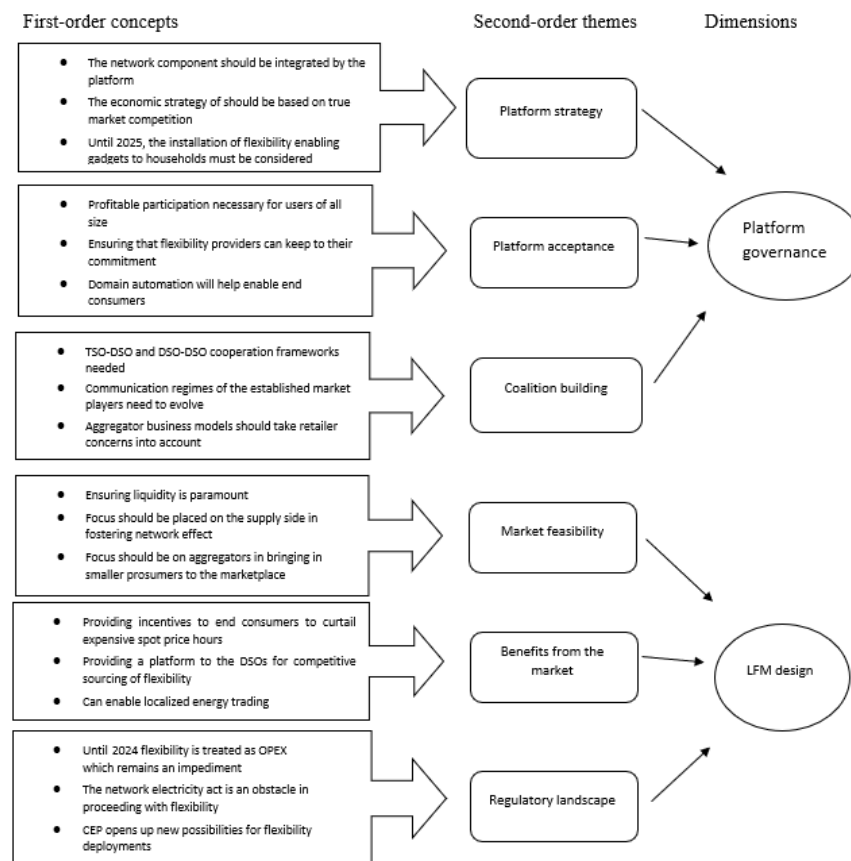 First-order concepts Second-order themes Dimensions
● The network component should be integrated by the
platform
● The economic strategy of should be based on true
market competition
● Until 2025, the installation of flexibility enabling
gadgets to households must be considered
Platform strategy
● Profitable participation necessary for users of all
size
● Ensuring that flexibility providers can keep to their
commitment
● Domain automation will help enable end
consumers
Platform acceptance
Platform
governance
● TSO-DSO and DSO-DSO cooperation frameworks
needed
● Communication regimes of the established market
players need to evolve
● Aggregator business models should take retailer
concerns into account
Coalition building
● Ensuring liquidity is paramount
● Focus should be placed on the supply side in
fostering network effect
● Focus should be on aggregators in bringing in
smaller prosumers to the marketplace
Market feasibility
● Providing incentives to end consumers to curtail
expensive spot price hours
● Providing a platform to the DSOs for competitive
sourcing of flexibility
● Can enable localized energy trading
Benefits from the
market
LFM design
● Until 2024 flexibility is treated as OPEX
which remains an impediment
● The network electricity act is an obstacle in
proceeding with flexibility
● CEP opens up new possibilities for flexibility
deployments
Regulatory landscape